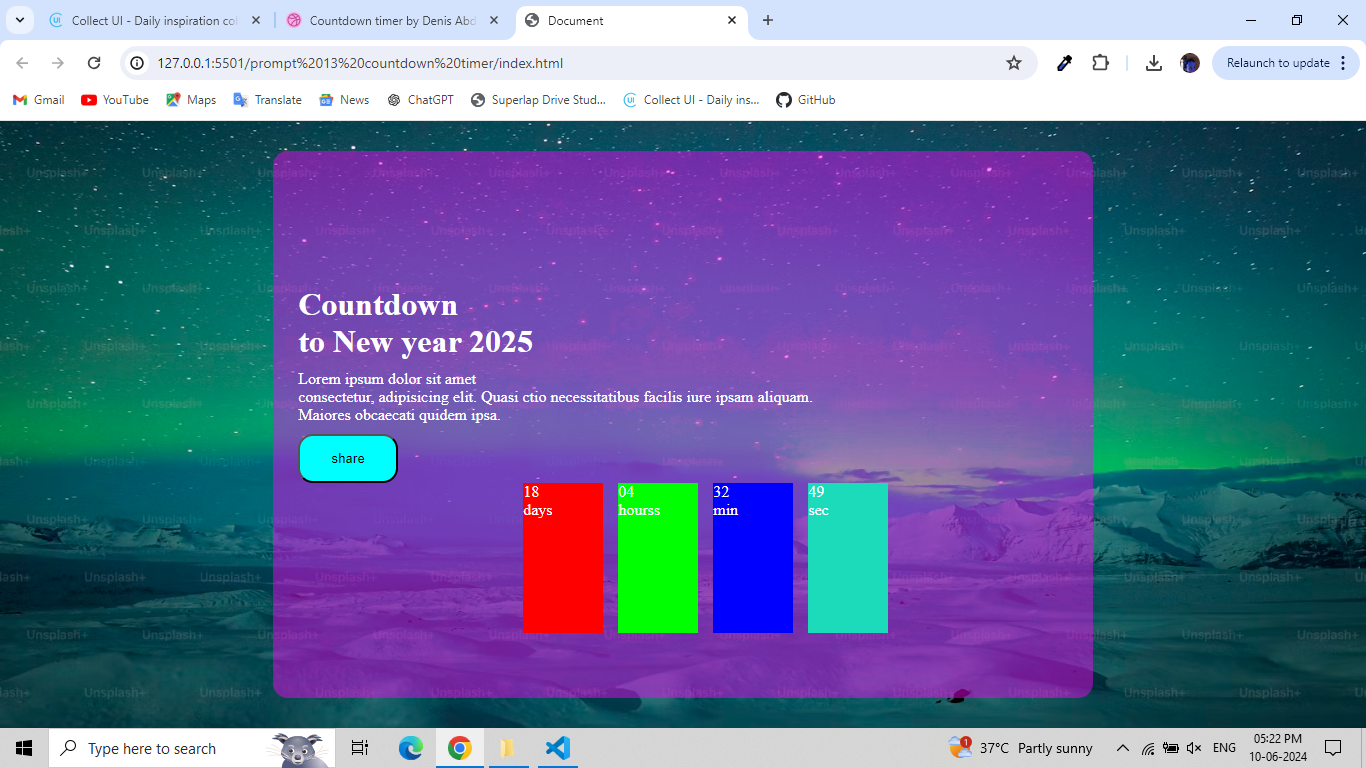 Collect UI - Daily inspiration col
Countdown timer by Denis Abd
Document
127.0.0.1:5501/prompt%2013%20countdown%20timer/index.html
Relaunch to update
Gmail
YouTube
Maps
Translate
News
ChatGPT
Superlap Drive Stud...
Collect UI - Daily ins...
GitHub
Countdown
to New year 2025
Lorem ipsum dolor sit amet
consectetur, adipisicing elit. Quasi ctio necessitatibus facilis iure ipsam aliquam.
Maiores obcaecati quidem ipsa.
share
18
days
04
hourss
32
min
49
sec
Unsplash+
Type here to search
1
37°C Partly sunny
ENG
05:22 PM
10-06-2024